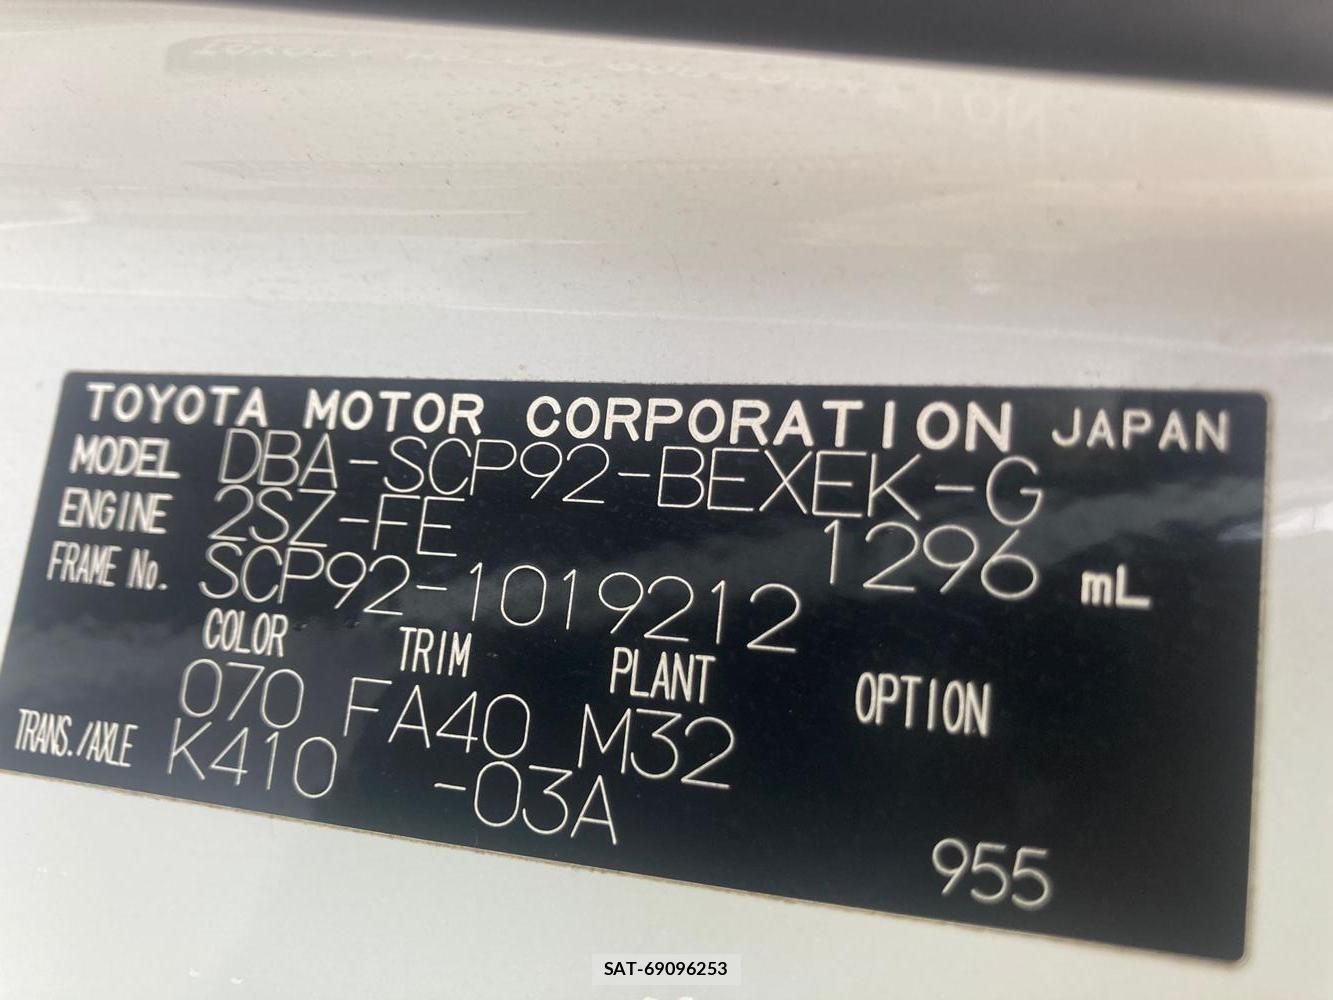 TOYOTA MOTOR CORPORATION JAPAN
MODEL DBA-SCP92-BEXEK-G
ENGINE 2SZ-FE 1296 mL
FRAME No. SCP92-1019212
COLOR TRIM PLANT OPTION
070 FA40 M32
TRANS./AXLE K410 -03A
955
SAT-69096253